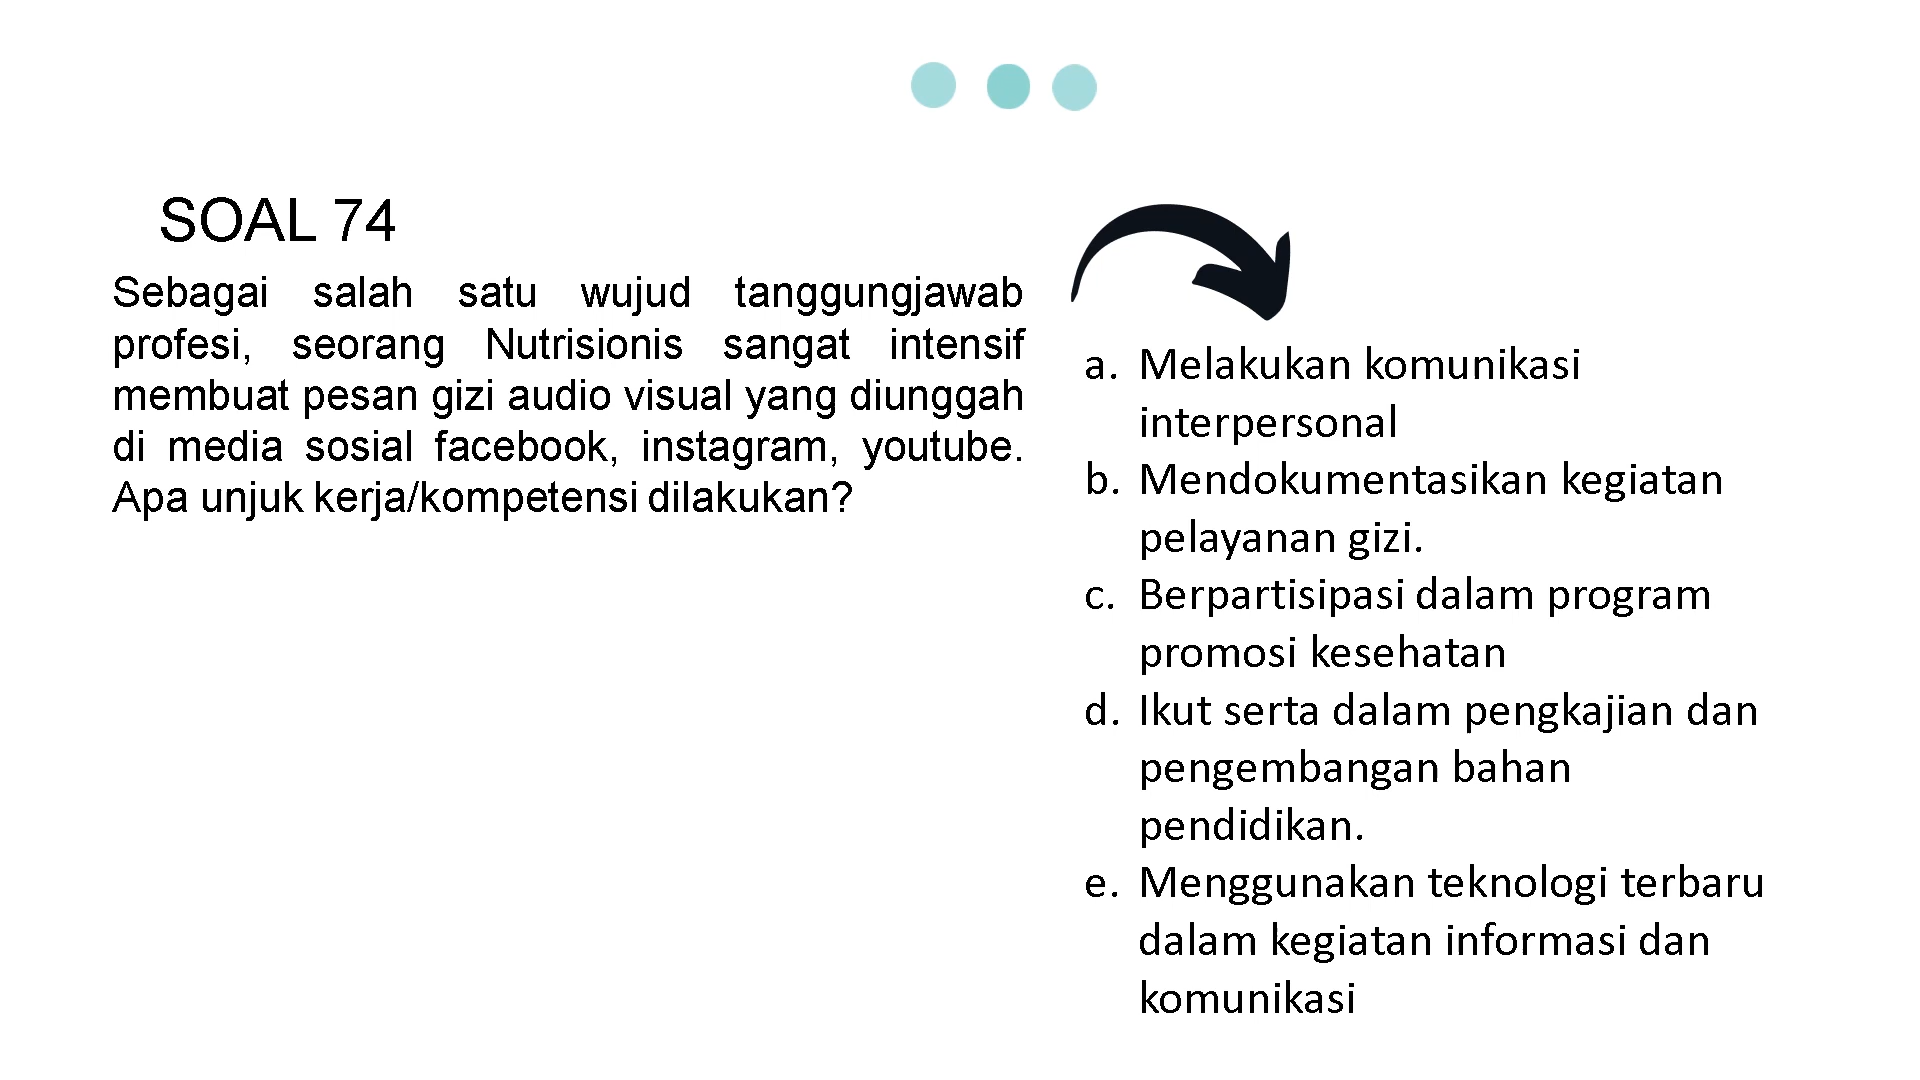 SOAL 74
Sebagai salah satu wujud tanggungjawab
profesi, seorang Nutrisionis sangat intensif
membuat pesan gizi audio visual yang diunggah
di media sosial facebook, instagram, youtube.
Apa unjuk kerja/kompetensi dilakukan?
a. Melakukan komunikasi
interpersonal
b. Mendokumentasikan kegiatan
pelayanan gizi.
c. Berpartisipasi dalam program
promosi kesehatan
d. Ikut serta dalam pengkajian dan
pengembangan bahan
pendidikan.
e. Menggunakan teknologi terbaru
dalam kegiatan informasi dan
komunikasi